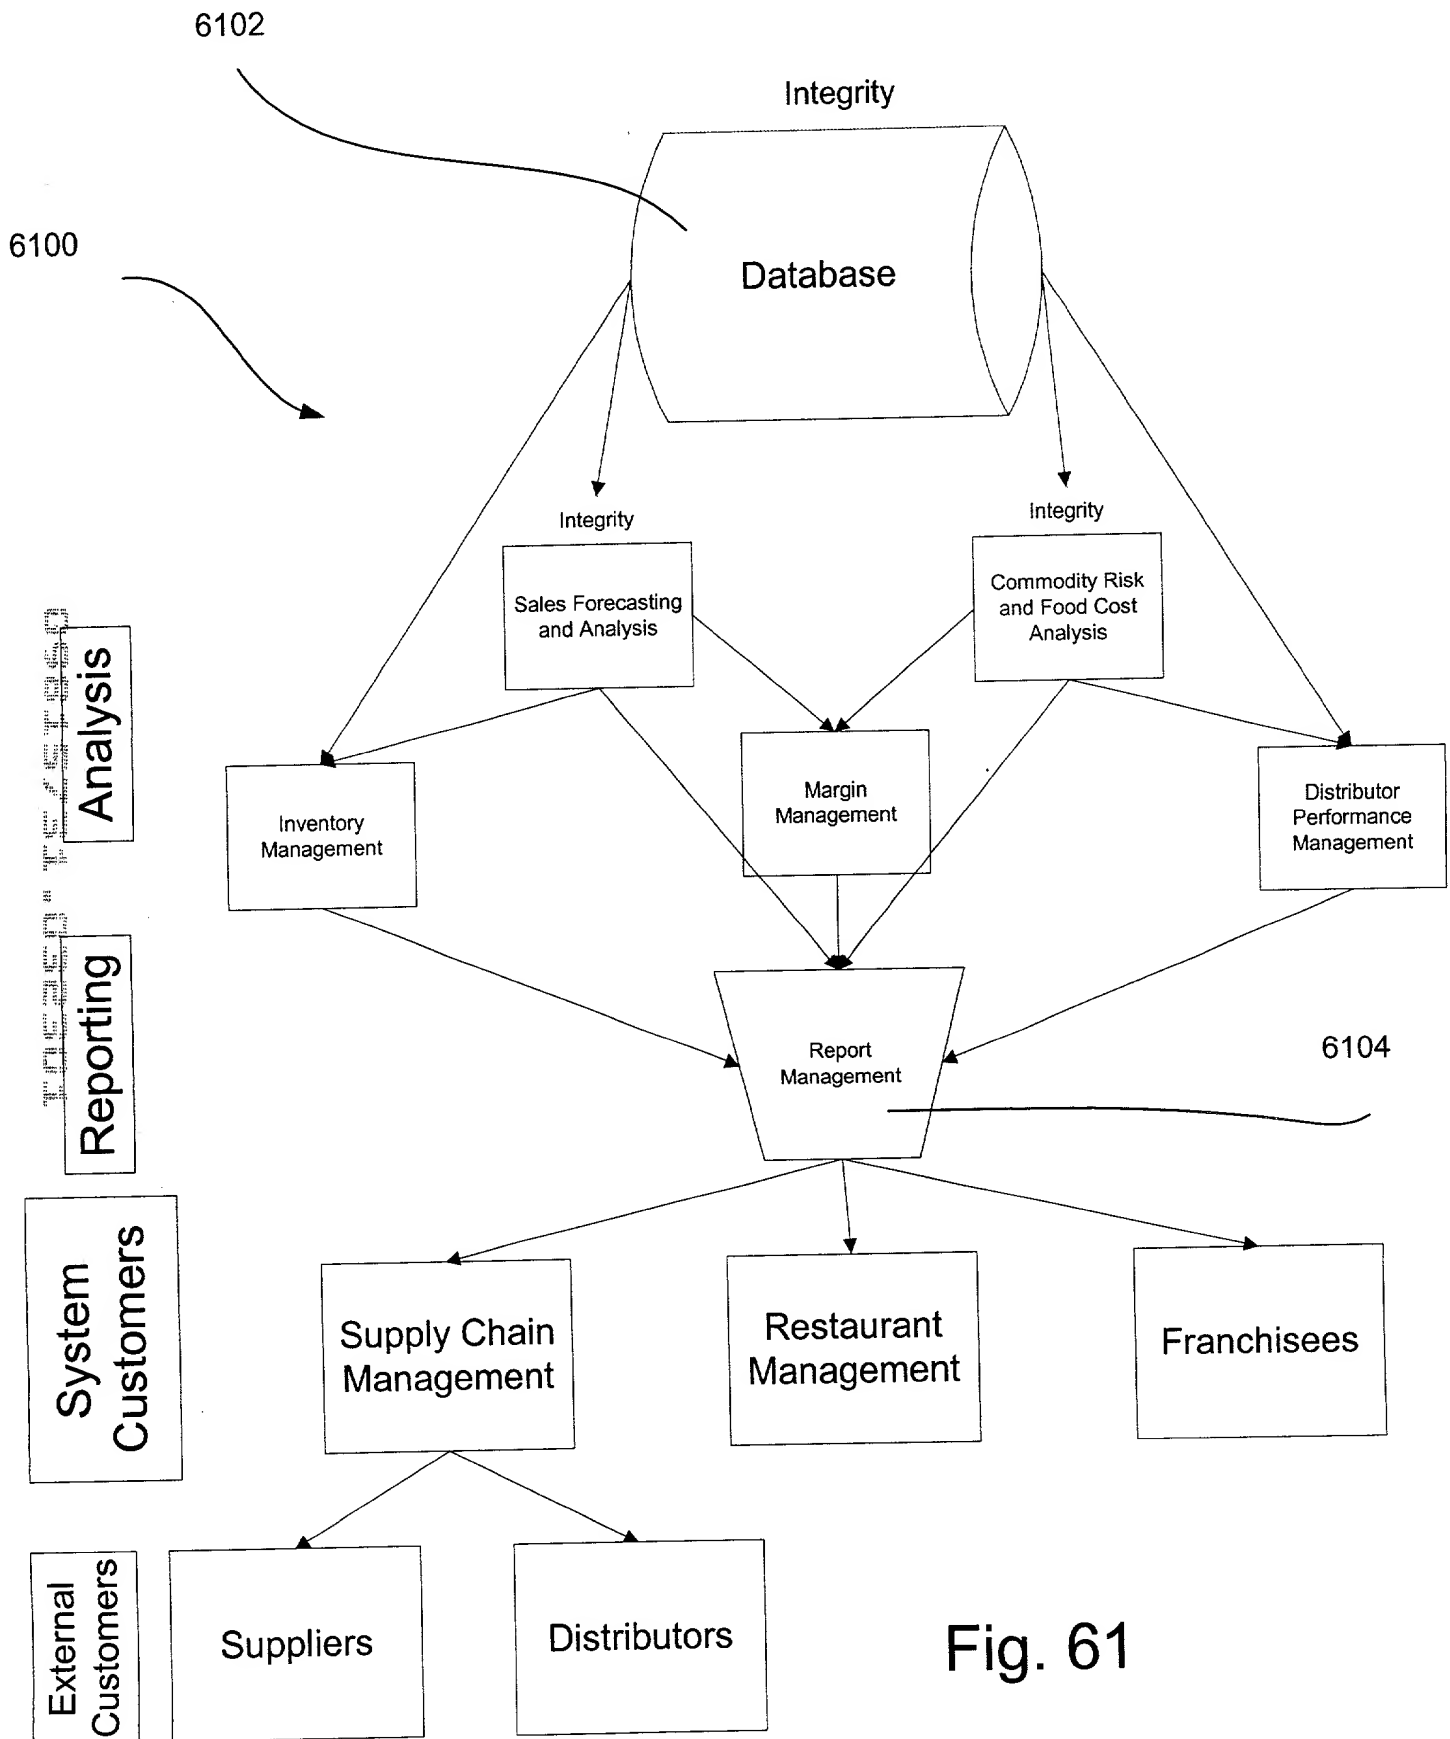 6102
Integrity
6100
Database
Integrity
Integrity
Sales Forecasting
and Analysis
Commodity Risk
and Food Cost
Analysis
Analysis
Inventory
Management
Margin
Management
Distributor
Performance
Management
Reporting
Report
Management
6104
System
Customers
Supply Chain
Management
Restaurant
Management
Franchisees
External
Customers
Suppliers
Distributors
Fig. 61